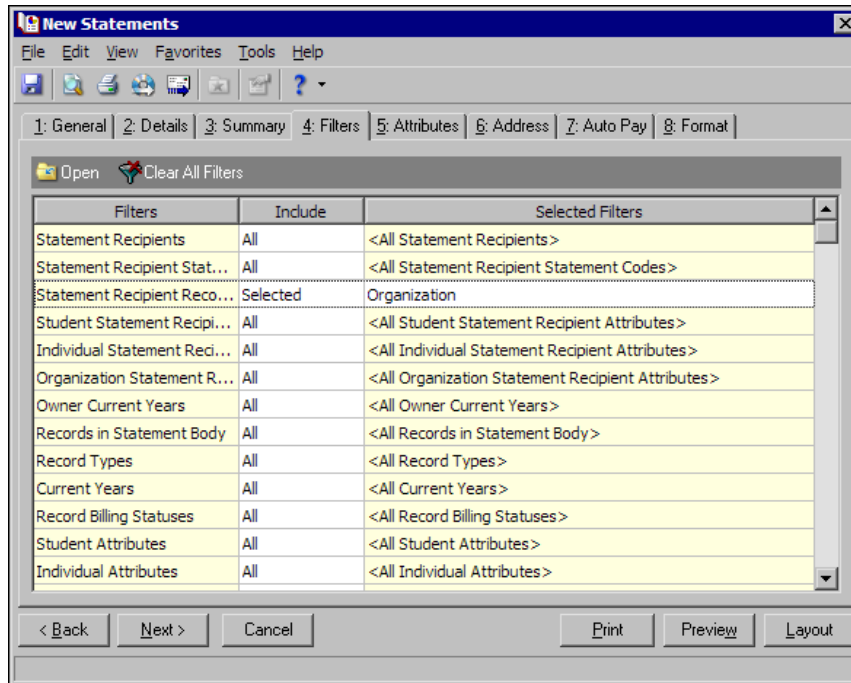 New Statements
File Edit View Favorites Tools Help
1: General 2: Details 3: Summary 4: Filters 5: Attributes 6: Address 7: Auto Pay 8: Format
Open Clear All Filters
Filters Include Selected Filters
Statement Recipients All <All Statement Recipients>
Statement Recipient Stat... All <All Statement Recipient Statement Codes>
Statement Recipient Reco... Selected Organization
Student Statement Recipi... All <All Student Statement Recipient Attributes>
Individual Statement Reci... All <All Individual Statement Recipient Attributes>
Organization Statement R... All <All Organization Statement Recipient Attributes>
Owner Current Years All <All Owner Current Years>
Records in Statement Body All <All Records in Statement Body>
Record Types All <All Record Types>
Current Years All <All Current Years>
Record Billing Statuses All <All Record Billing Statuses>
Student Attributes All <All Student Attributes>
Individual Attributes All <All Individual Attributes>
< Back Next > Cancel Print Preview Layout